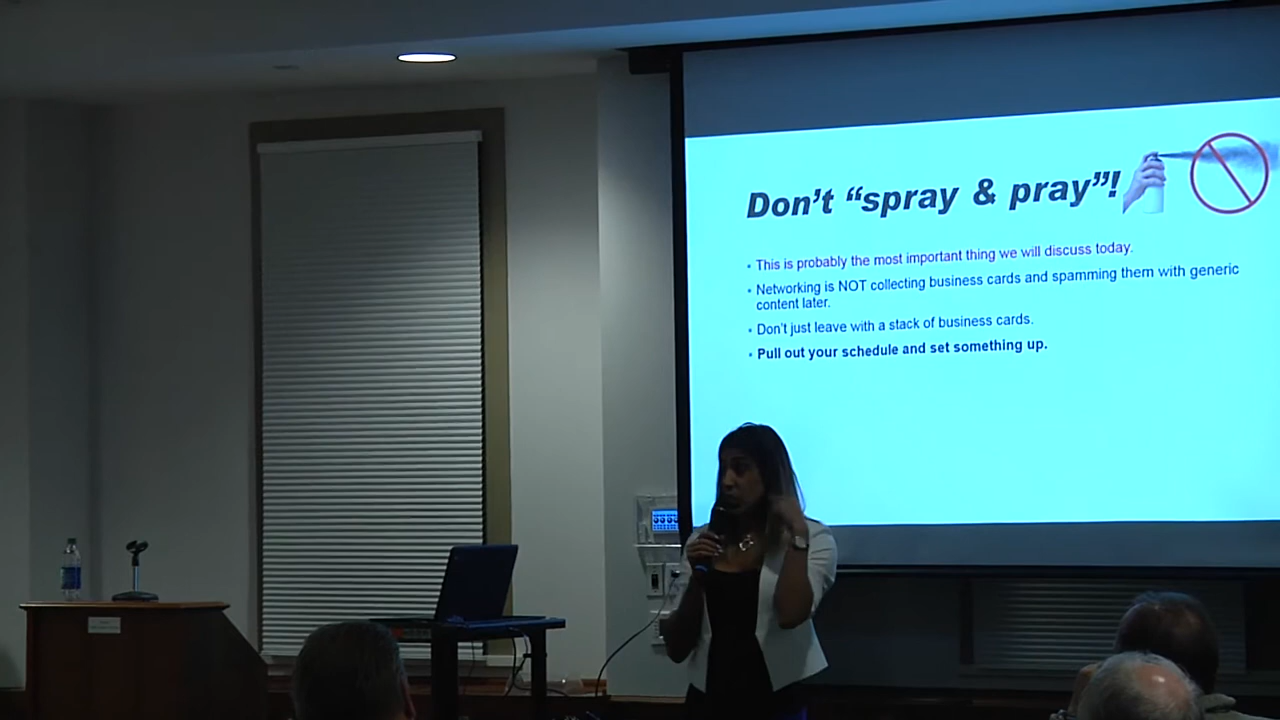 Don't “spray & pray”!
• This is probably the most important thing we will discuss today.
• Networking is NOT collecting business cards and spamming them with generic
content later.
• Don't just leave with a stack of business cards.
• Pull out your schedule and set something up.